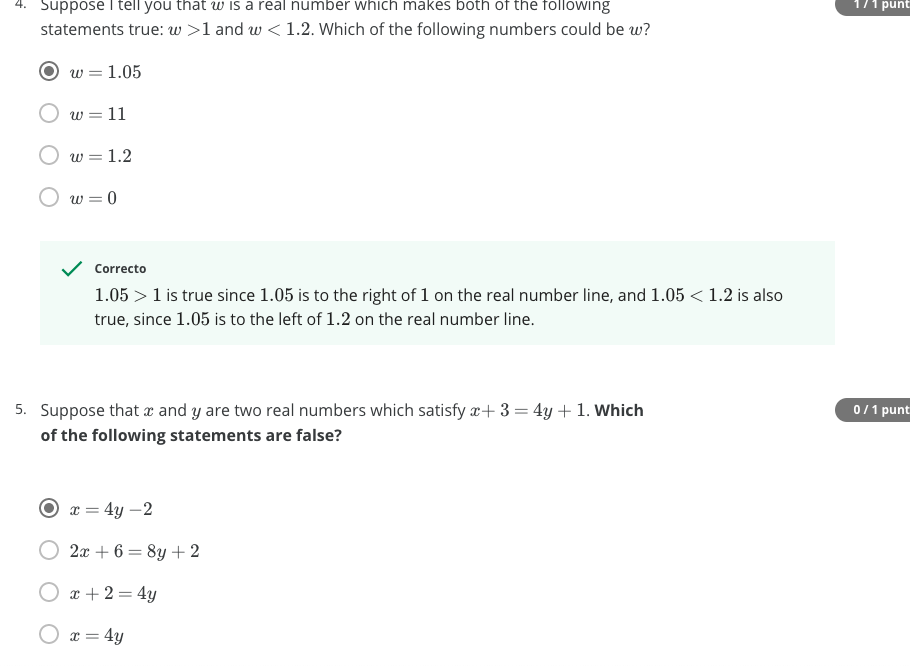 4. Suppose I tell you that w is a real number which makes both of the following
1 / 1 punt
statements true: w >1 and w < 1.2. Which of the following numbers could be w?
w = 1.05
w = 11
w = 1.2
w = 0
Correcto
1.05 > 1 is true since 1.05 is to the right of 1 on the real number line, and 1.05 < 1.2 is also
true, since 1.05 is to the left of 1.2 on the real number line.
5. Suppose that x and y are two real numbers which satisfy x+ 3 = 4y + 1. Which
0 / 1 punt
of the following statements are false?
x = 4y −2
2x + 6 = 8y + 2
x + 2 = 4y
x = 4y